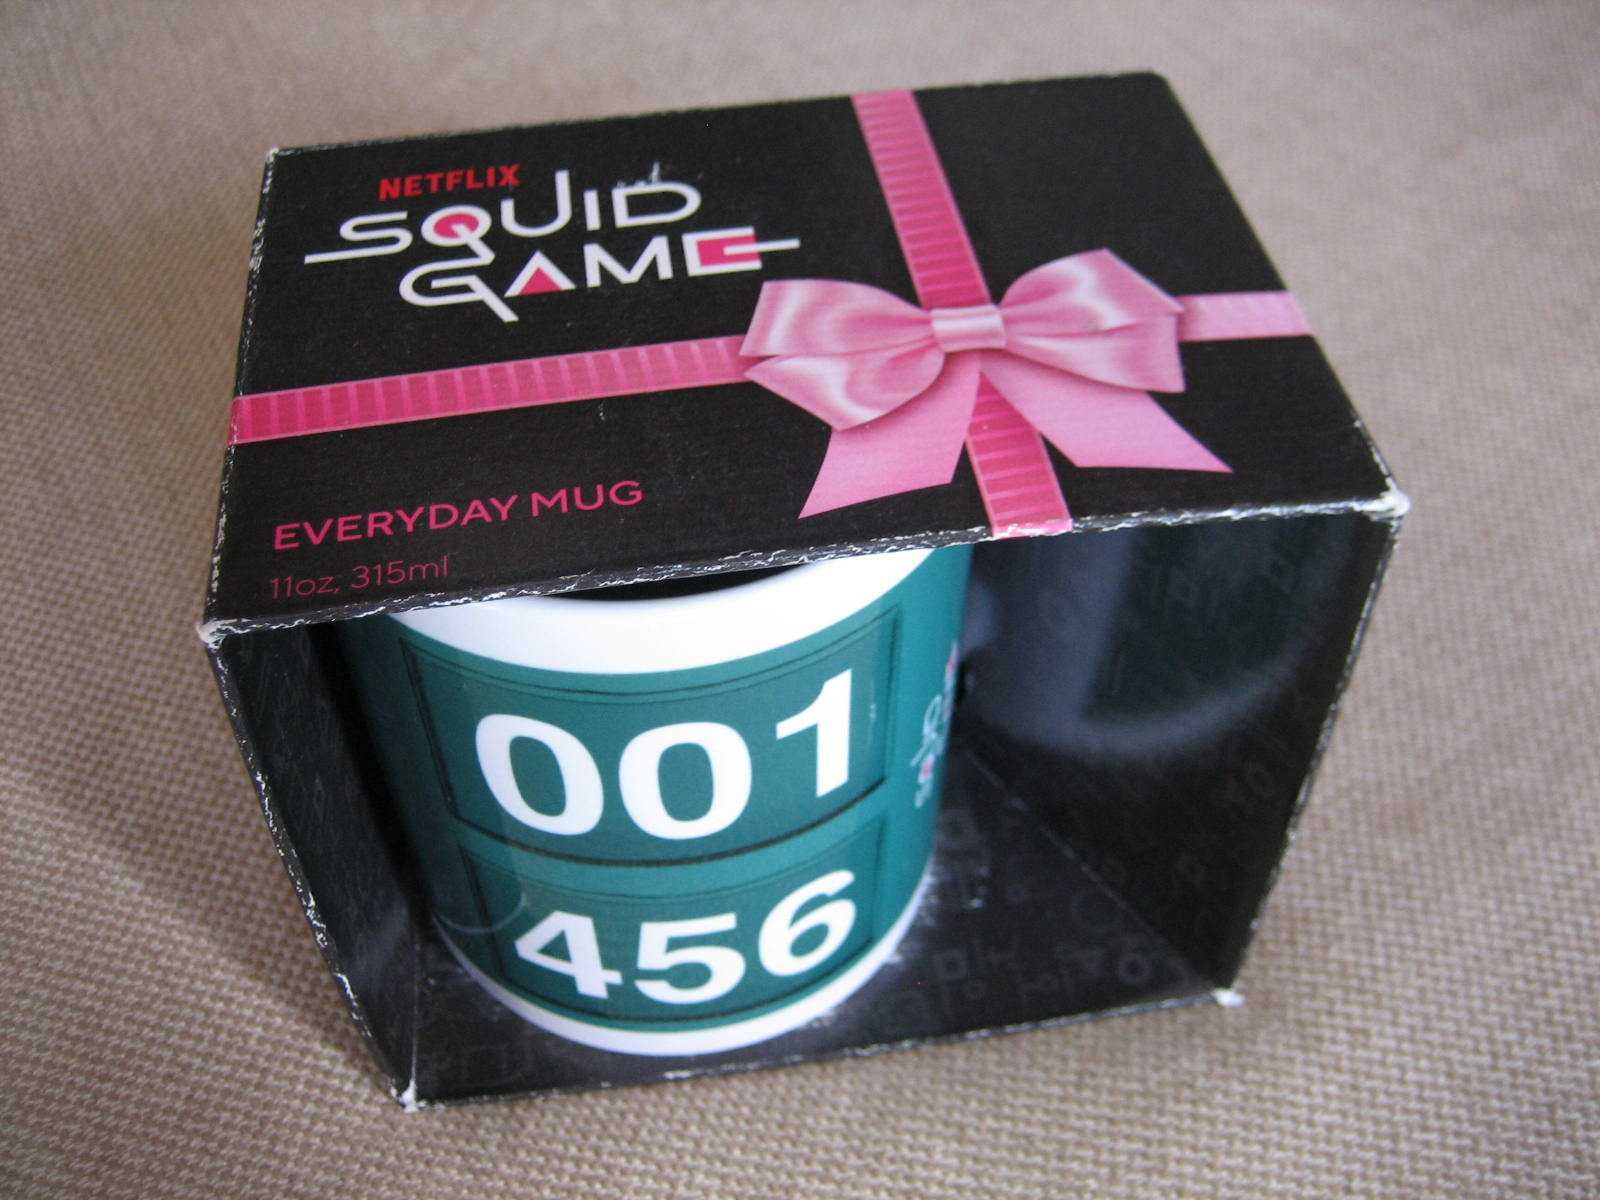 NETFLIX
SQUID
GAME
EVERYDAY MUG
11oz, 315ml
001
456